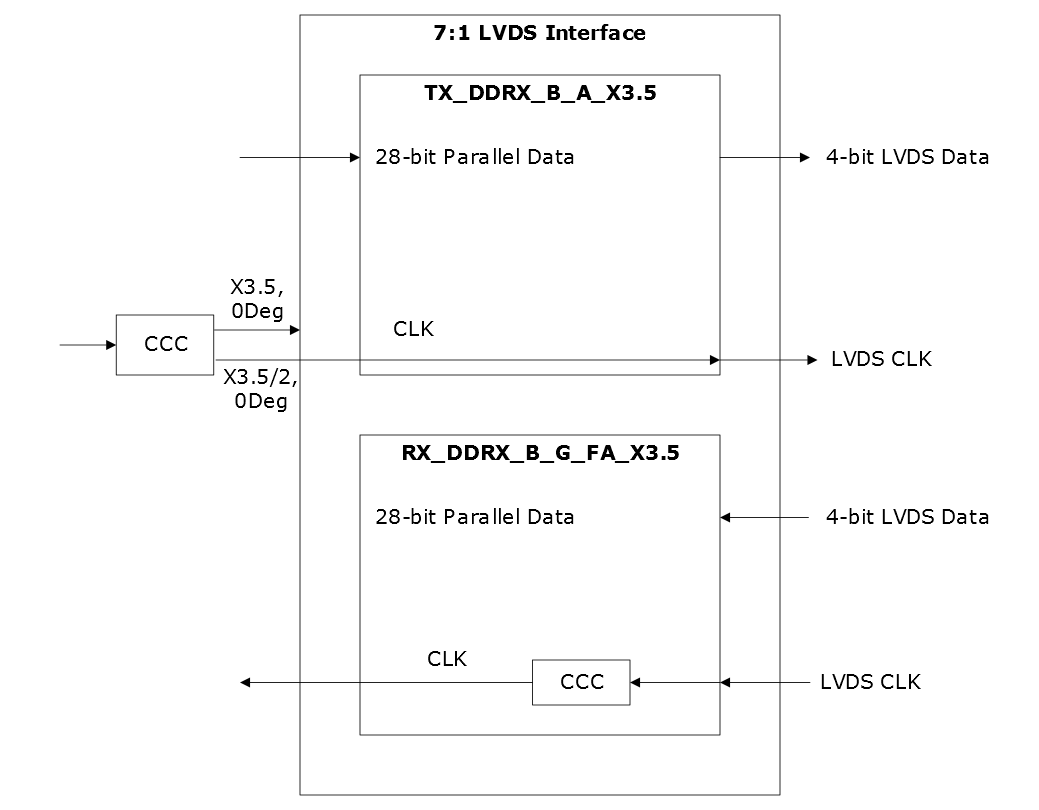 7:1 LVDS Interface
TX_DDRX_B_A_X3.5
28-bit Parallel Data
4-bit LVDS Data
X3.5,
0Deg
CLK
CCC
LVDS CLK
X3.5/2,
0Deg
RX_DDRX_B_G_FA_X3.5
28-bit Parallel Data
4-bit LVDS Data
CLK
CCC
LVDS CLK